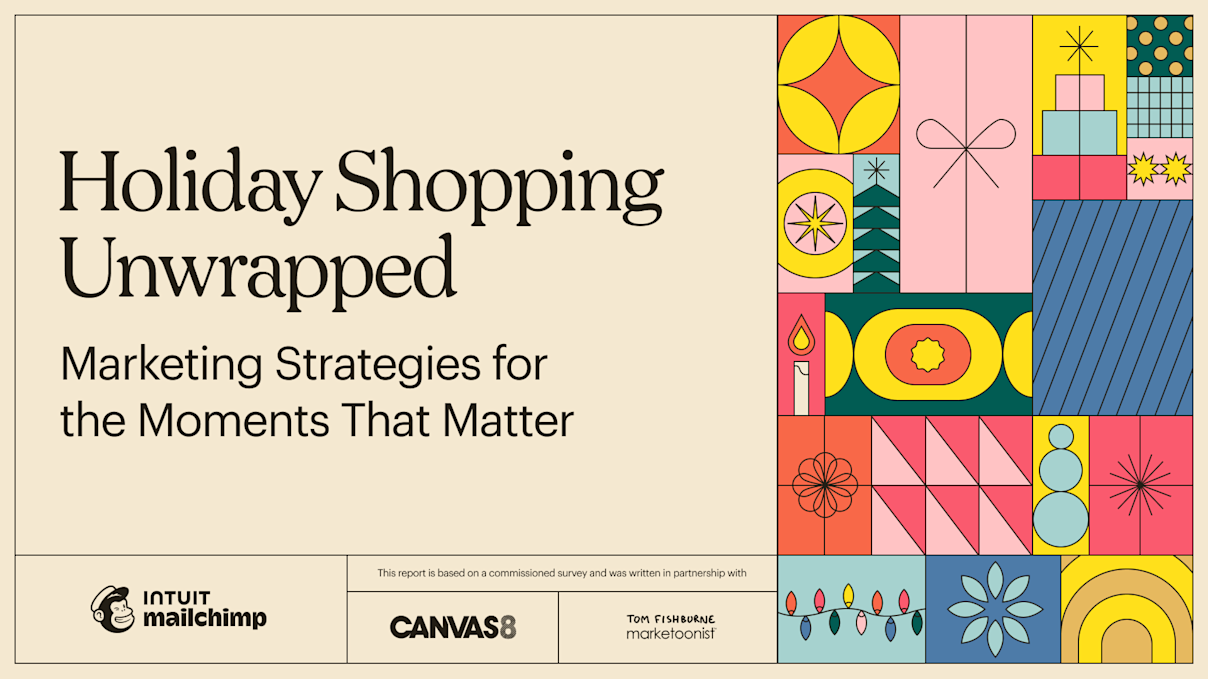 Holiday Shopping
Unwrapped
Marketing Strategies for
the Moments That Matter
This report is based on a commissioned survey and was written in partnership with
INTUIT
mailchimp
CANVAS8
TOM FISHBURNE
marketoonist